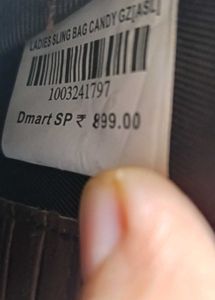 LADIES SLING BAG CANDY GZ[ASL]
1003241797
Dmart SP ₹ 899.00